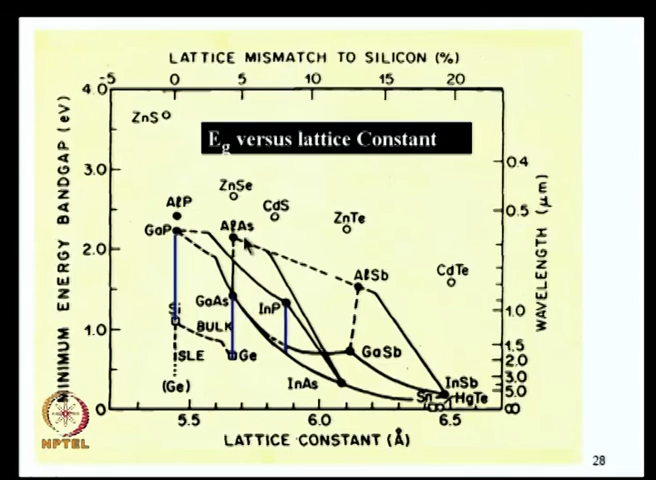 LATTICE MISMATCH TO SILICON (%)
-5 0 5 10 15 20
4.0
3.0
2.0
1.0
0
MINIMUM ENERGY BANDGAP (eV)
Eg versus lattice Constant
ZnS
ZnSe
CdS
ZnTe
CdTe
AlP
GaP
AlAs
AlSb
GaAs
InP
Si
BULK
SLE
Ge
(Ge)
GaSb
InAs
InSb
Sn
HgTe
0.4
0.5
1.0
1.5
2.0
3.0
5.0
∞
WAVELENGTH (μm)
5.5 6.0 6.5
LATTICE CONSTANT (Å)
NPTEL
28